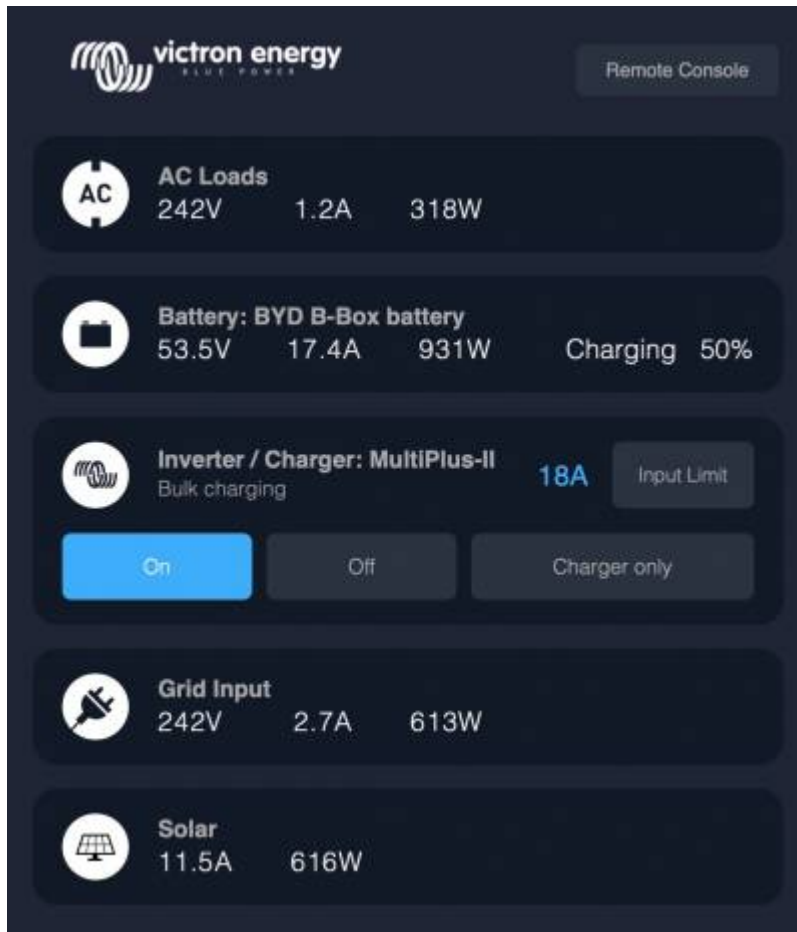 victron energy
BLUE POWER
Remote Console
AC
AC Loads
242V 1.2A 318W
Battery: BYD B-Box battery
53.5V 17.4A 931W Charging 50%
Inverter / Charger: MultiPlus-II
Bulk charging
18A Input Limit
On Off Charger only
Grid Input
242V 2.7A 613W
Solar
11.5A 616W